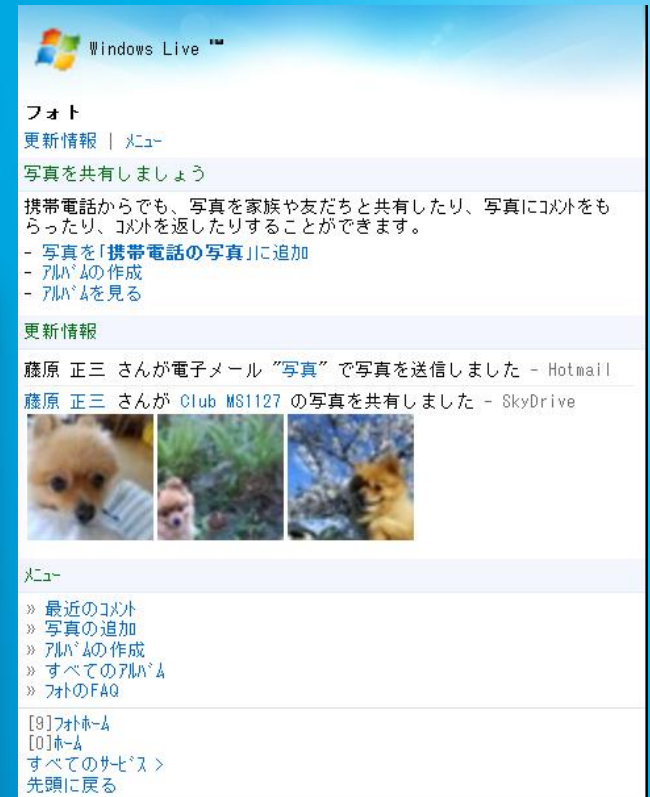 Windows Live ™
フォト
更新情報 | ﾒﾆｭｰ
写真を共有しましょう
携帯電話からでも、写真を家族や友だちと共有したり、写真にｺﾒﾝﾄをも
らったり、ｺﾒﾝﾄを返したりすることができます。
- 写真を｢携帯電話の写真｣に追加
- ｱﾙﾊﾞﾑの作成
- ｱﾙﾊﾞﾑを見る
更新情報
藤原 正三 さんが電子メール "写真" で写真を送信しました - Hotmail
藤原 正三 さんが Club MS1127 の写真を共有しました - SkyDrive
ﾒﾆｭｰ
» 最近のｺﾒﾝﾄ
» 写真の追加
» ｱﾙﾊﾞﾑの作成
» すべてのｱﾙﾊﾞﾑ
» ﾌｫﾄのFAQ
[9]ﾌｫﾄﾎｰﾑ
[0]ﾎｰﾑ
すべてのｻｰﾋﾞｽ >
先頭に戻る